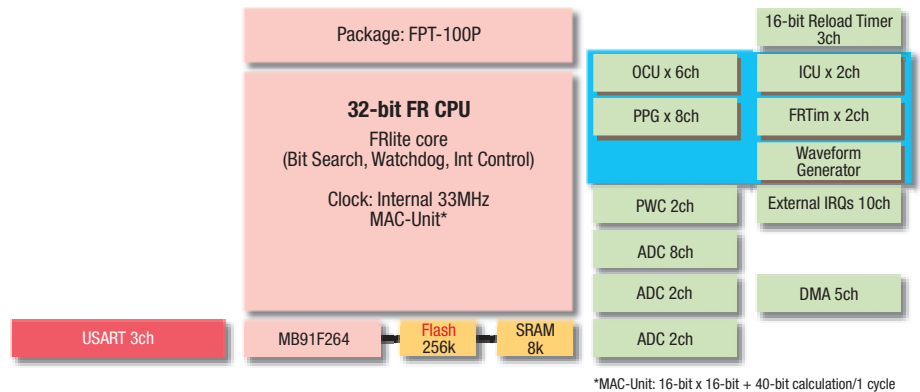 Package: FPT-100P
16-bit Reload Timer
3ch
32-bit FR CPU
FRlite core
(Bit Search, Watchdog, Int Control)
Clock: Internal 33MHz
MAC-Unit*
OCU x 6ch
ICU x 2ch
PPG x 8ch
FRTim x 2ch
Waveform
Generator
PWC 2ch
External IRQs 10ch
ADC 8ch
ADC 2ch
DMA 5ch
USART 3ch
MB91F264
Flash
256k
SRAM
8k
ADC 2ch
*MAC-Unit: 16-bit x 16-bit + 40-bit calculation/1 cycle